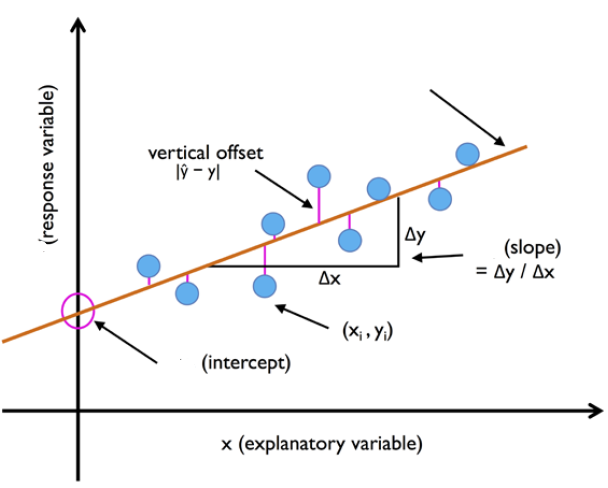 (response variable)
vertical offset
|ŷ − y|
Δy
(slope)
= Δy / Δx
Δx
(xi , yi)
(intercept)
x (explanatory variable)